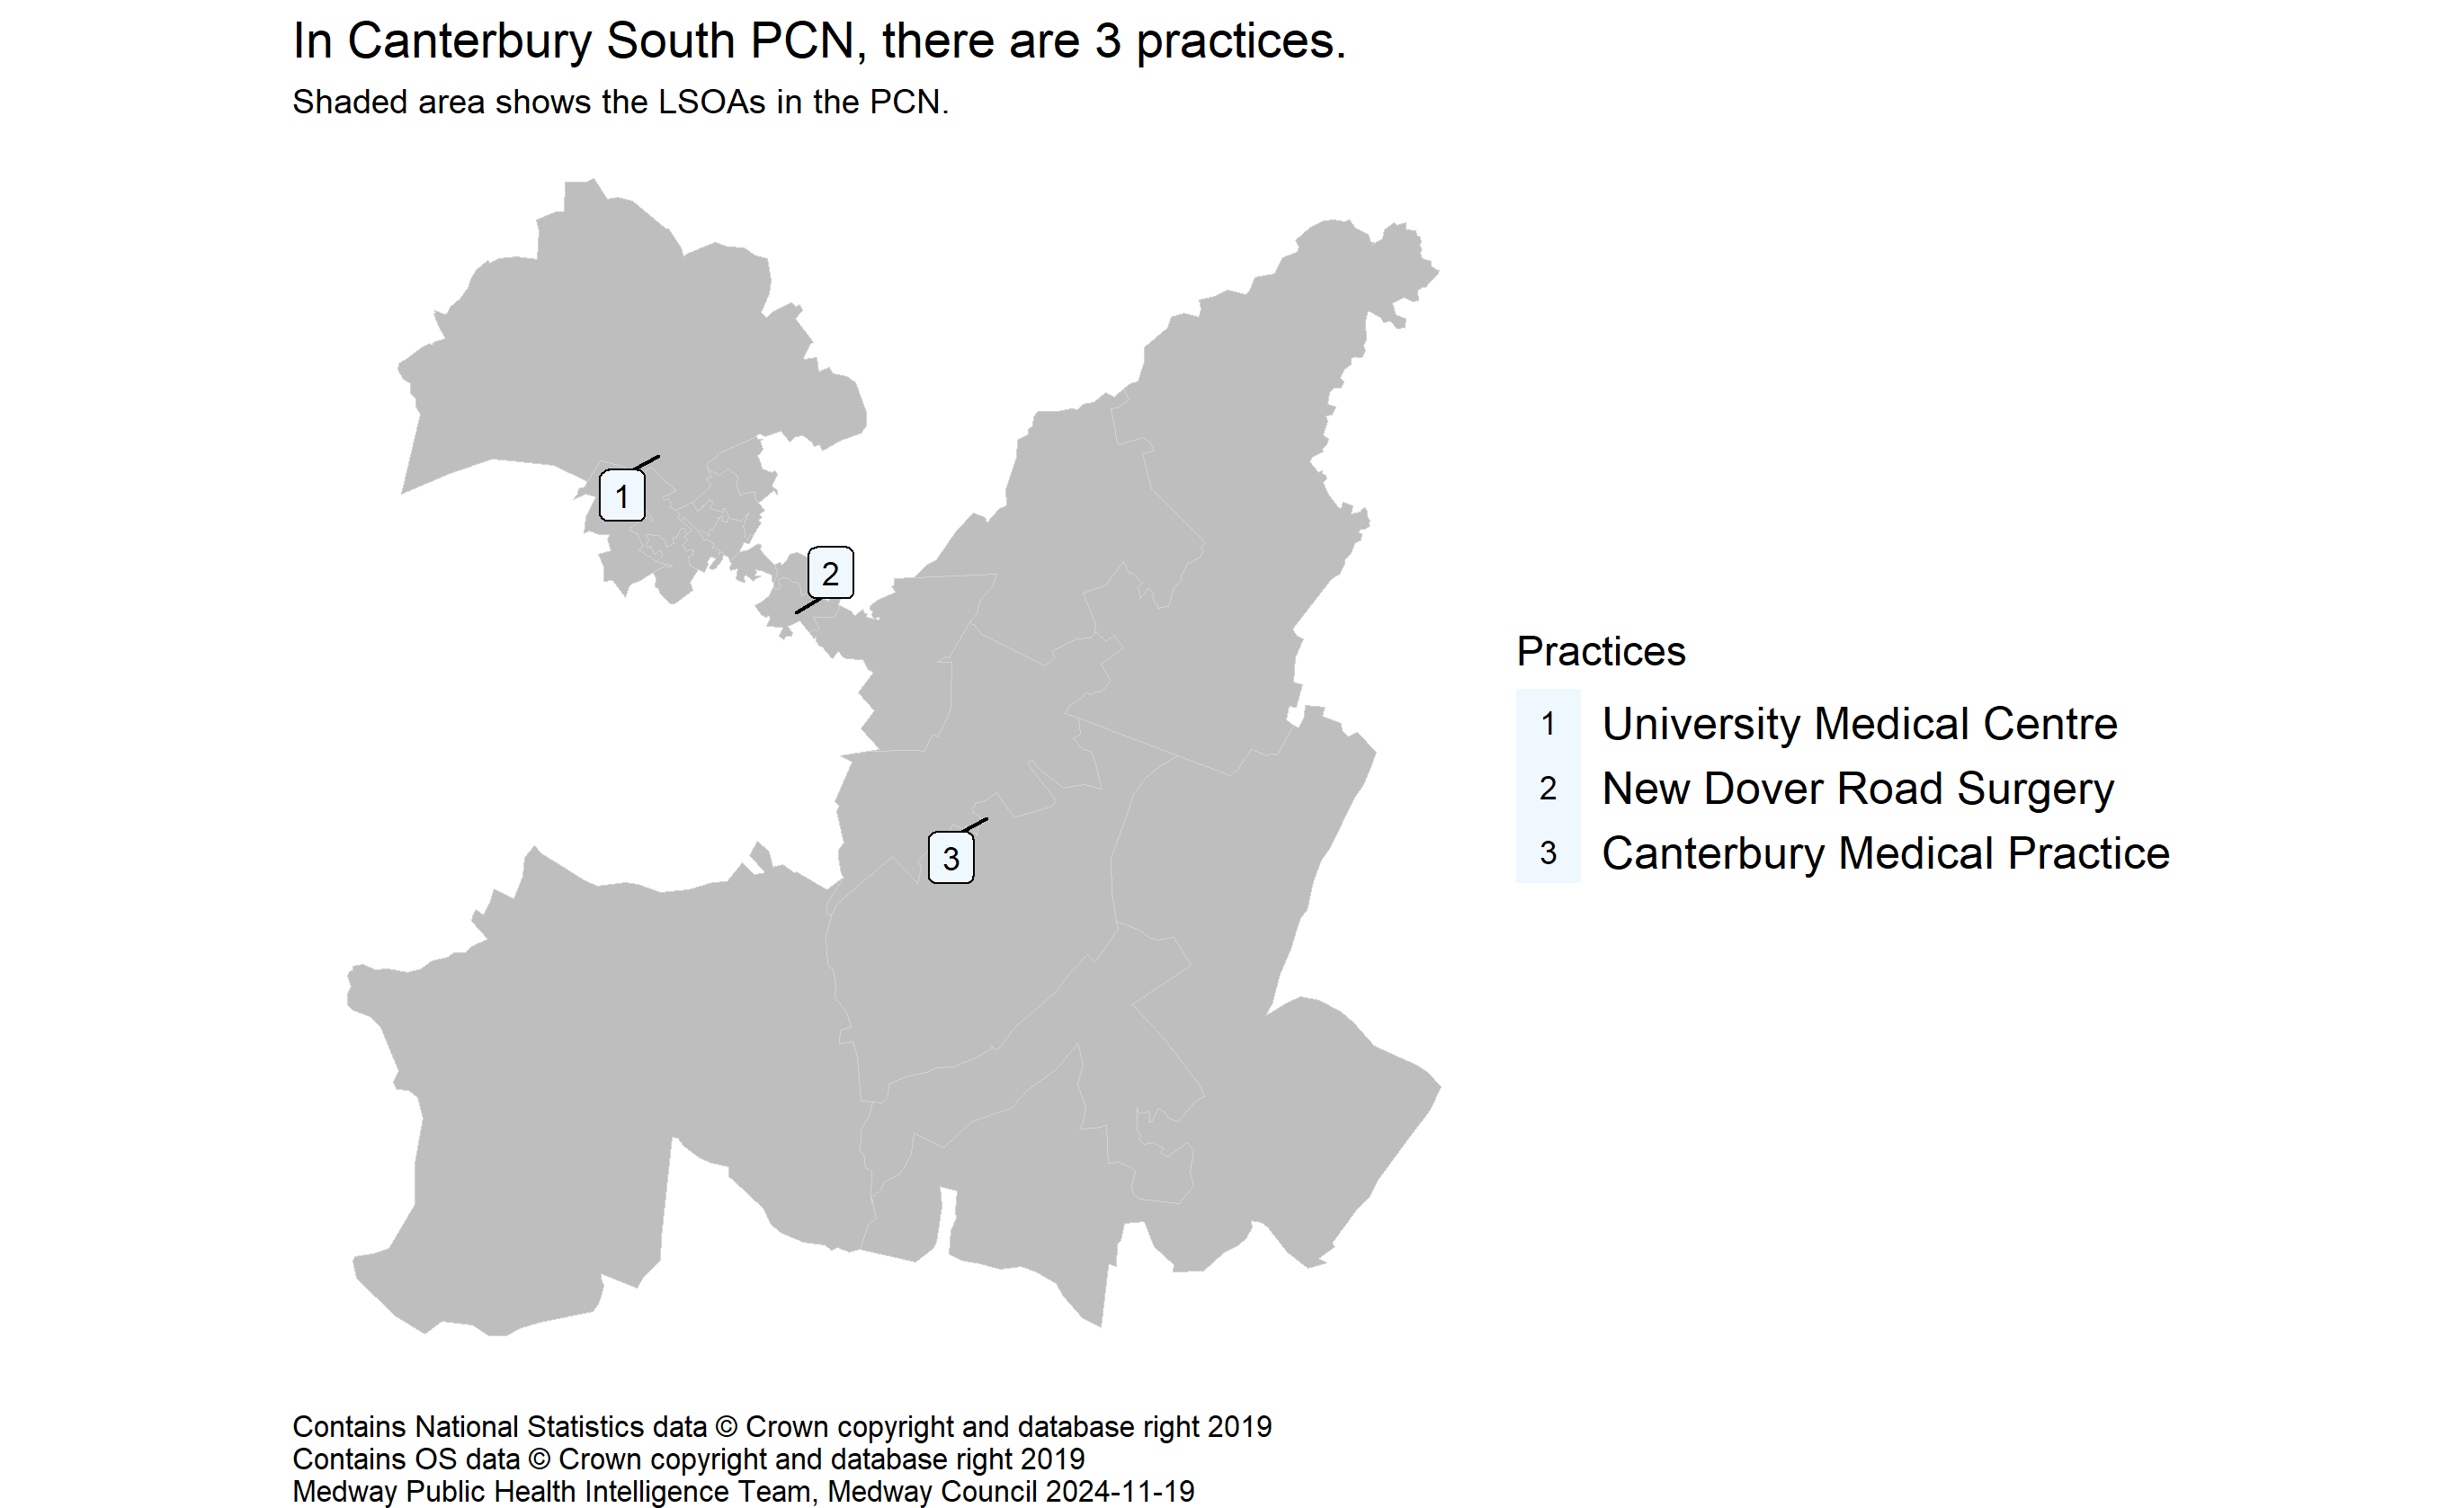 In Canterbury South PCN, there are 3 practices.
Shaded area shows the LSOAs in the PCN.
1
2
3
Practices
1 University Medical Centre
2 New Dover Road Surgery
3 Canterbury Medical Practice
Contains National Statistics data © Crown copyright and database right 2019
Contains OS data © Crown copyright and database right 2019
Medway Public Health Intelligence Team, Medway Council 2024-11-19